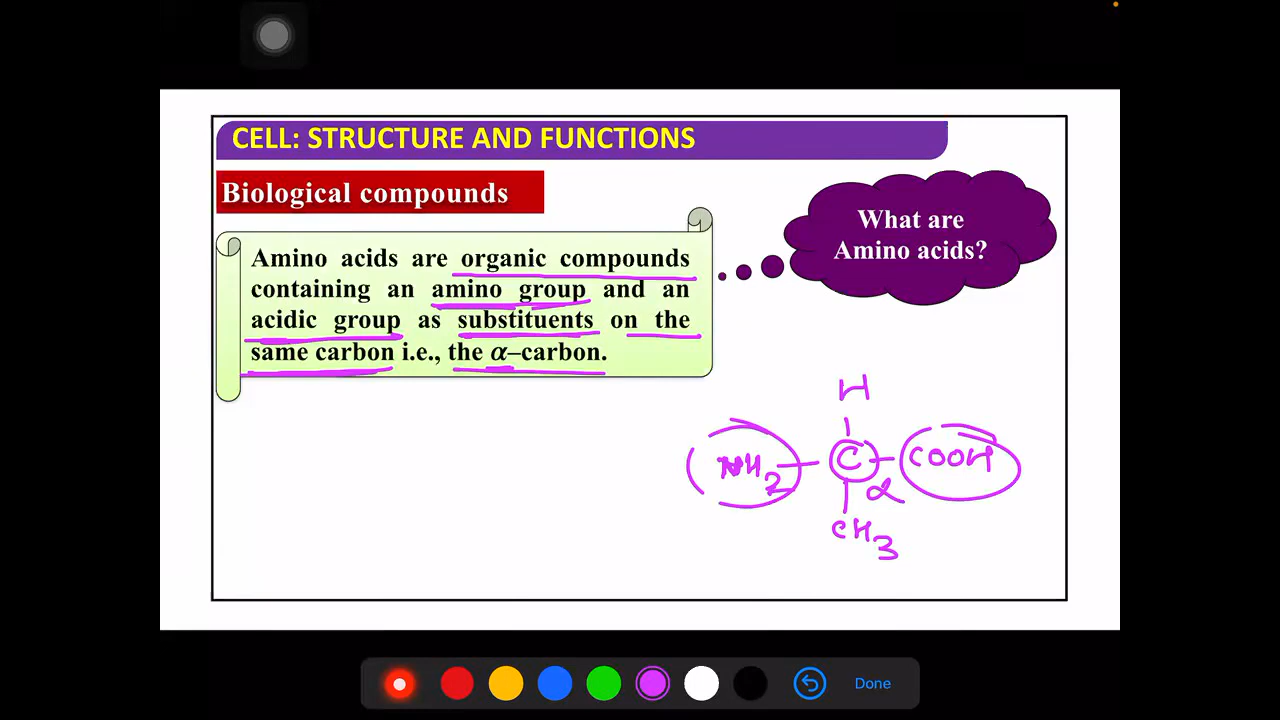 CELL: STRUCTURE AND FUNCTIONS
Biological compounds
What are
Amino acids?
Amino acids are organic compounds
containing an amino group and an
acidic group as substituents on the
same carbon i.e., the α–carbon.
H
NH2 — C — COOH
α
CH3
Done